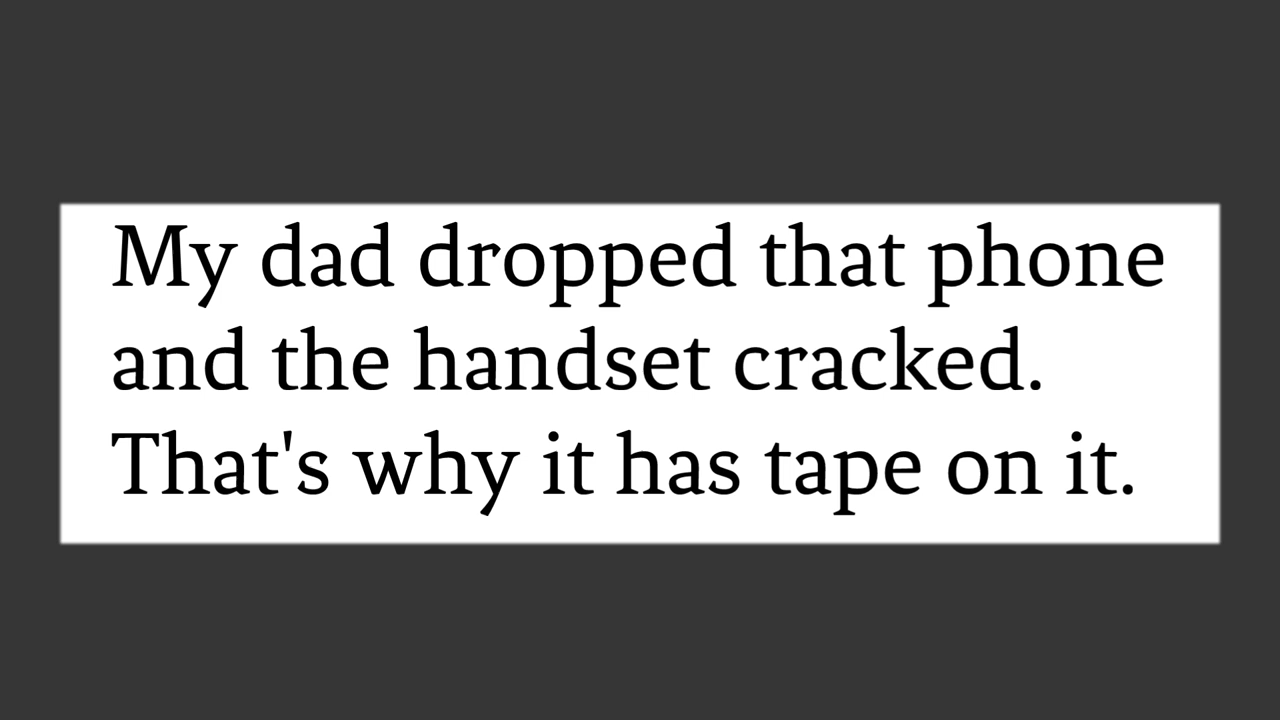 My dad dropped that phone
and the handset cracked.
That's why it has tape on it.